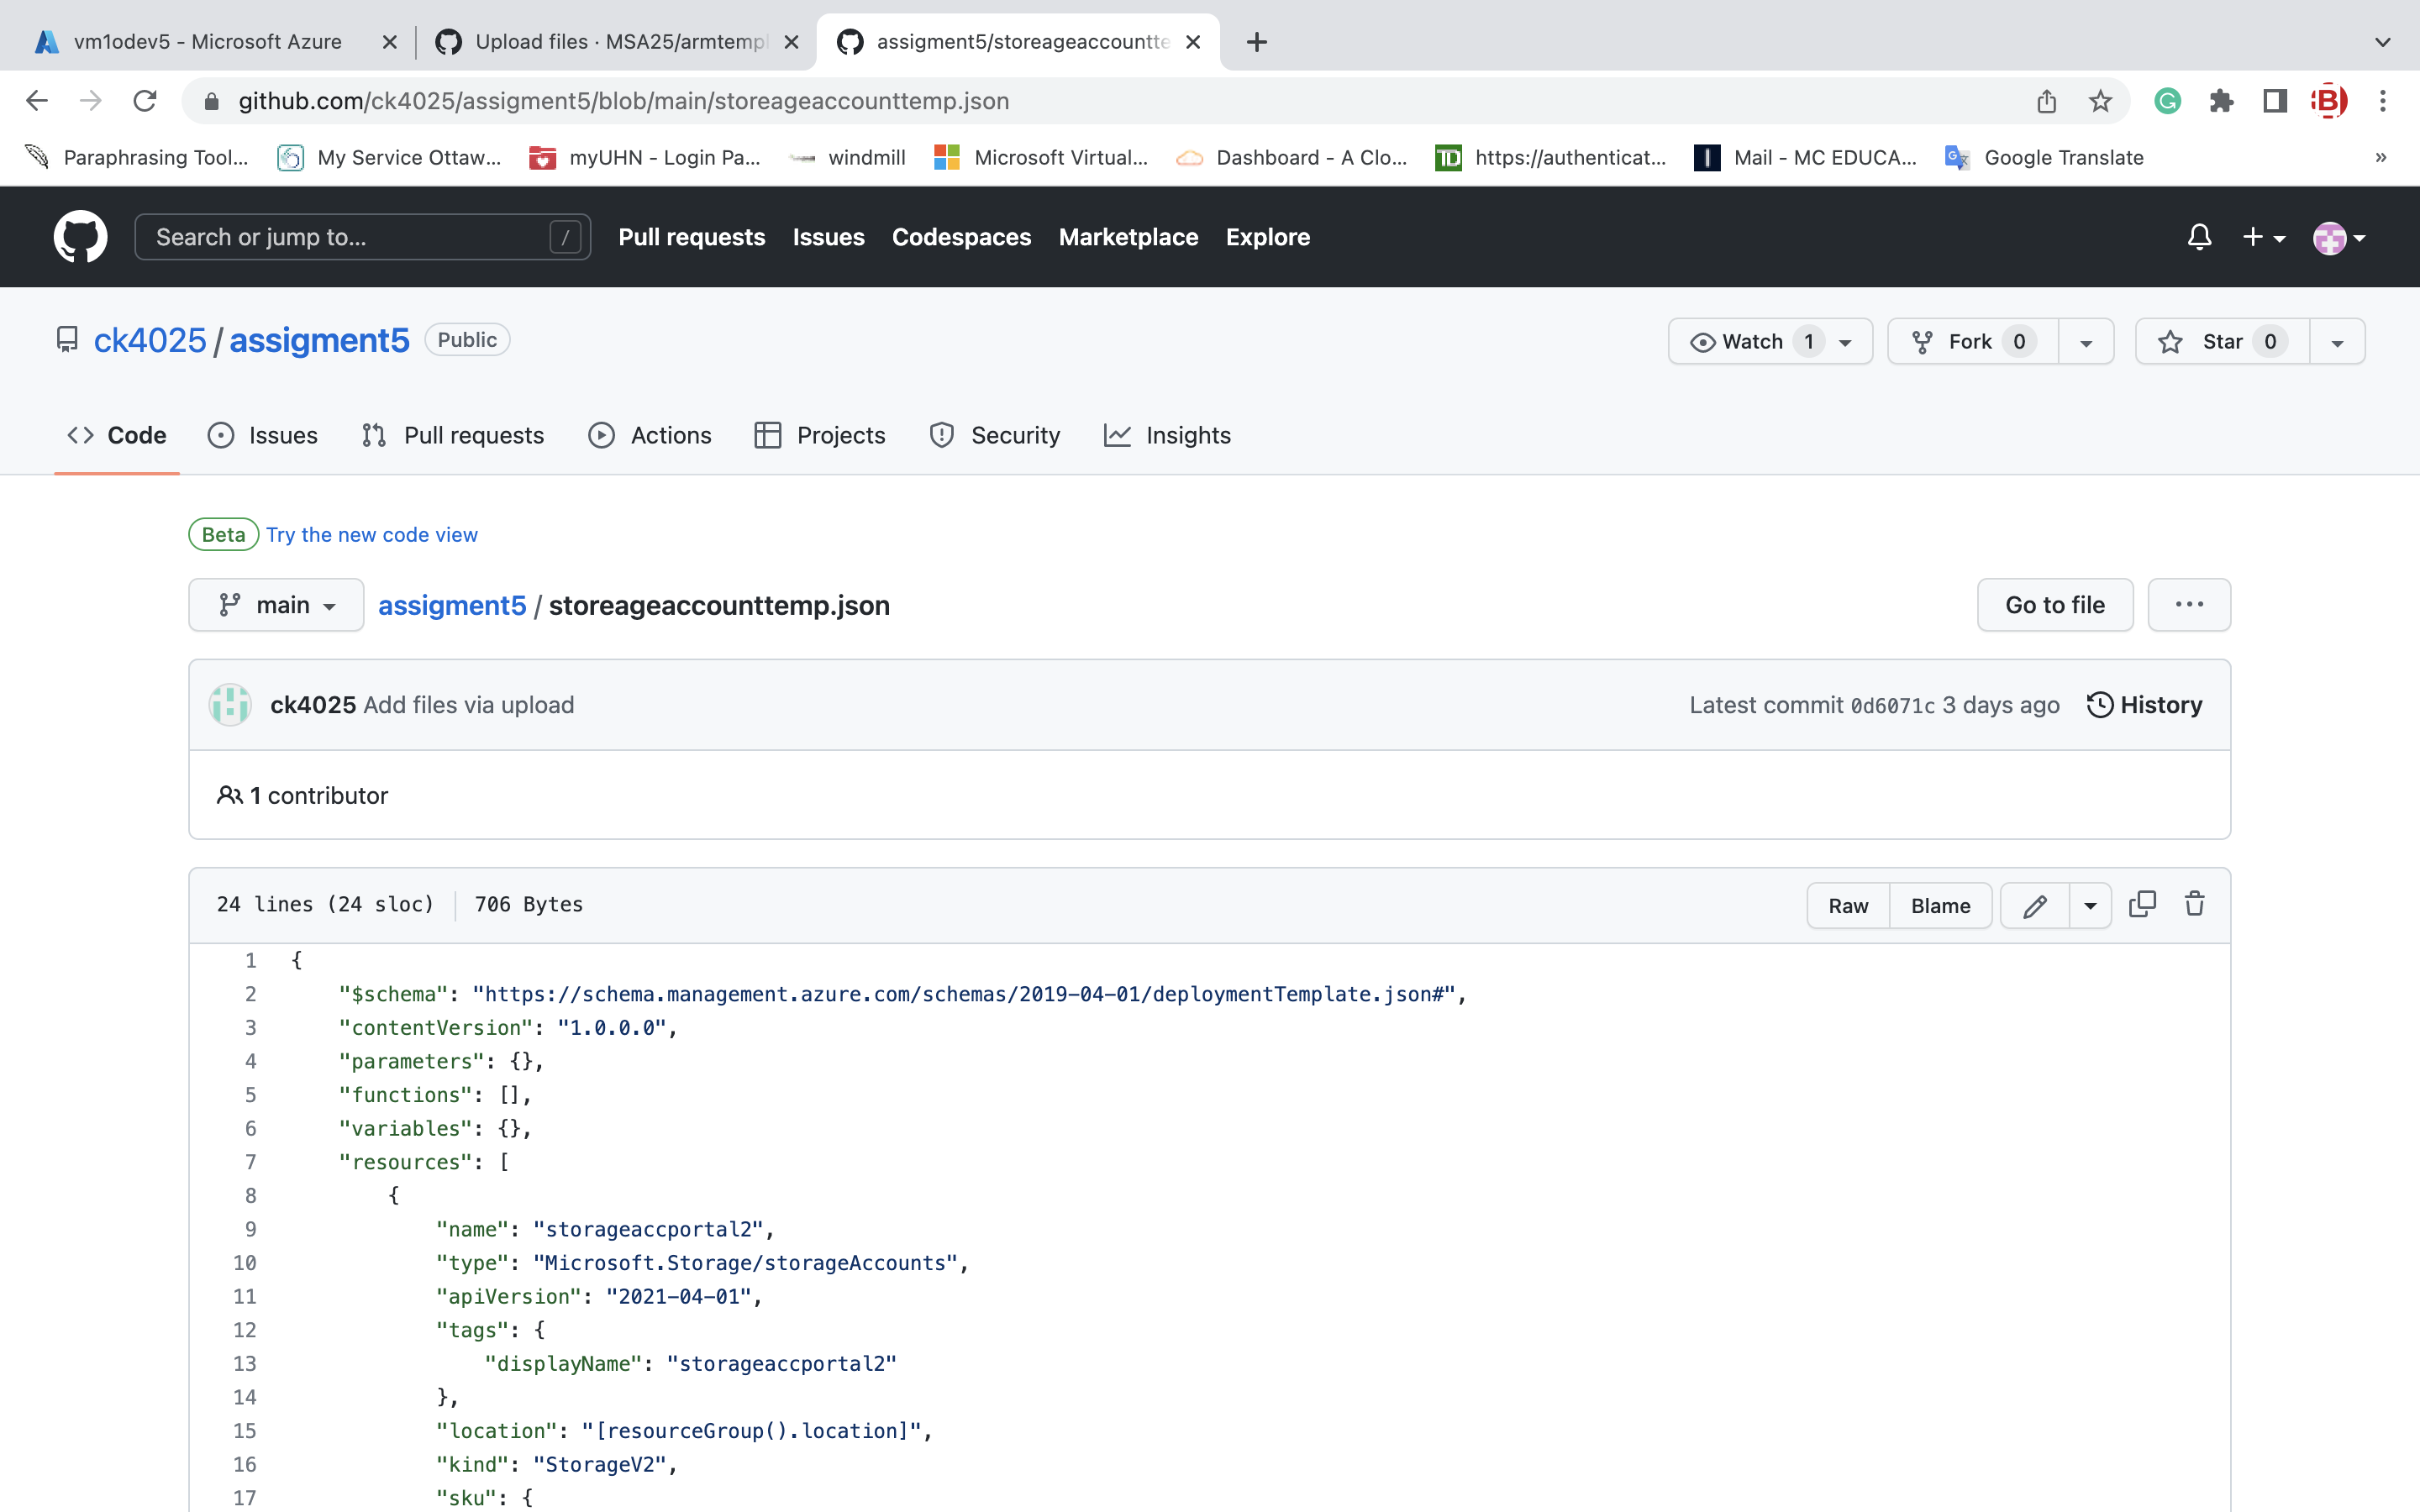 vm1odev5 - Microsoft Azure
Upload files · MSA25/armtempl
assigment5/storeageaccountte
github.com/ck4025/assigment5/blob/main/storeageaccounttemp.json
Paraphrasing Tool... My Service Ottaw... myUHN - Login Pa... windmill Microsoft Virtual... Dashboard - A Clo... TD https://authenticat... Mail - MC EDUCA... Google Translate »
Search or jump to... / Pull requests Issues Codespaces Marketplace Explore
ck4025 / assigment5 Public Watch 1 Fork 0 Star 0
Code Issues Pull requests Actions Projects Security Insights
Beta Try the new code view
main assigment5 / storeageaccounttemp.json Go to file ...
ck4025 Add files via upload Latest commit 0d6071c 3 days ago History
1 contributor
24 lines (24 sloc) 706 Bytes Raw Blame
1 {
2 "$schema": "https://schema.management.azure.com/schemas/2019-04-01/deploymentTemplate.json#",
3 "contentVersion": "1.0.0.0",
4 "parameters": {},
5 "functions": [],
6 "variables": {},
7 "resources": [
8 {
9 "name": "storageaccportal2",
10 "type": "Microsoft.Storage/storageAccounts",
11 "apiVersion": "2021-04-01",
12 "tags": {
13 "displayName": "storageaccportal2"
14 },
15 "location": "[resourceGroup().location]",
16 "kind": "StorageV2",
17 "sku": {